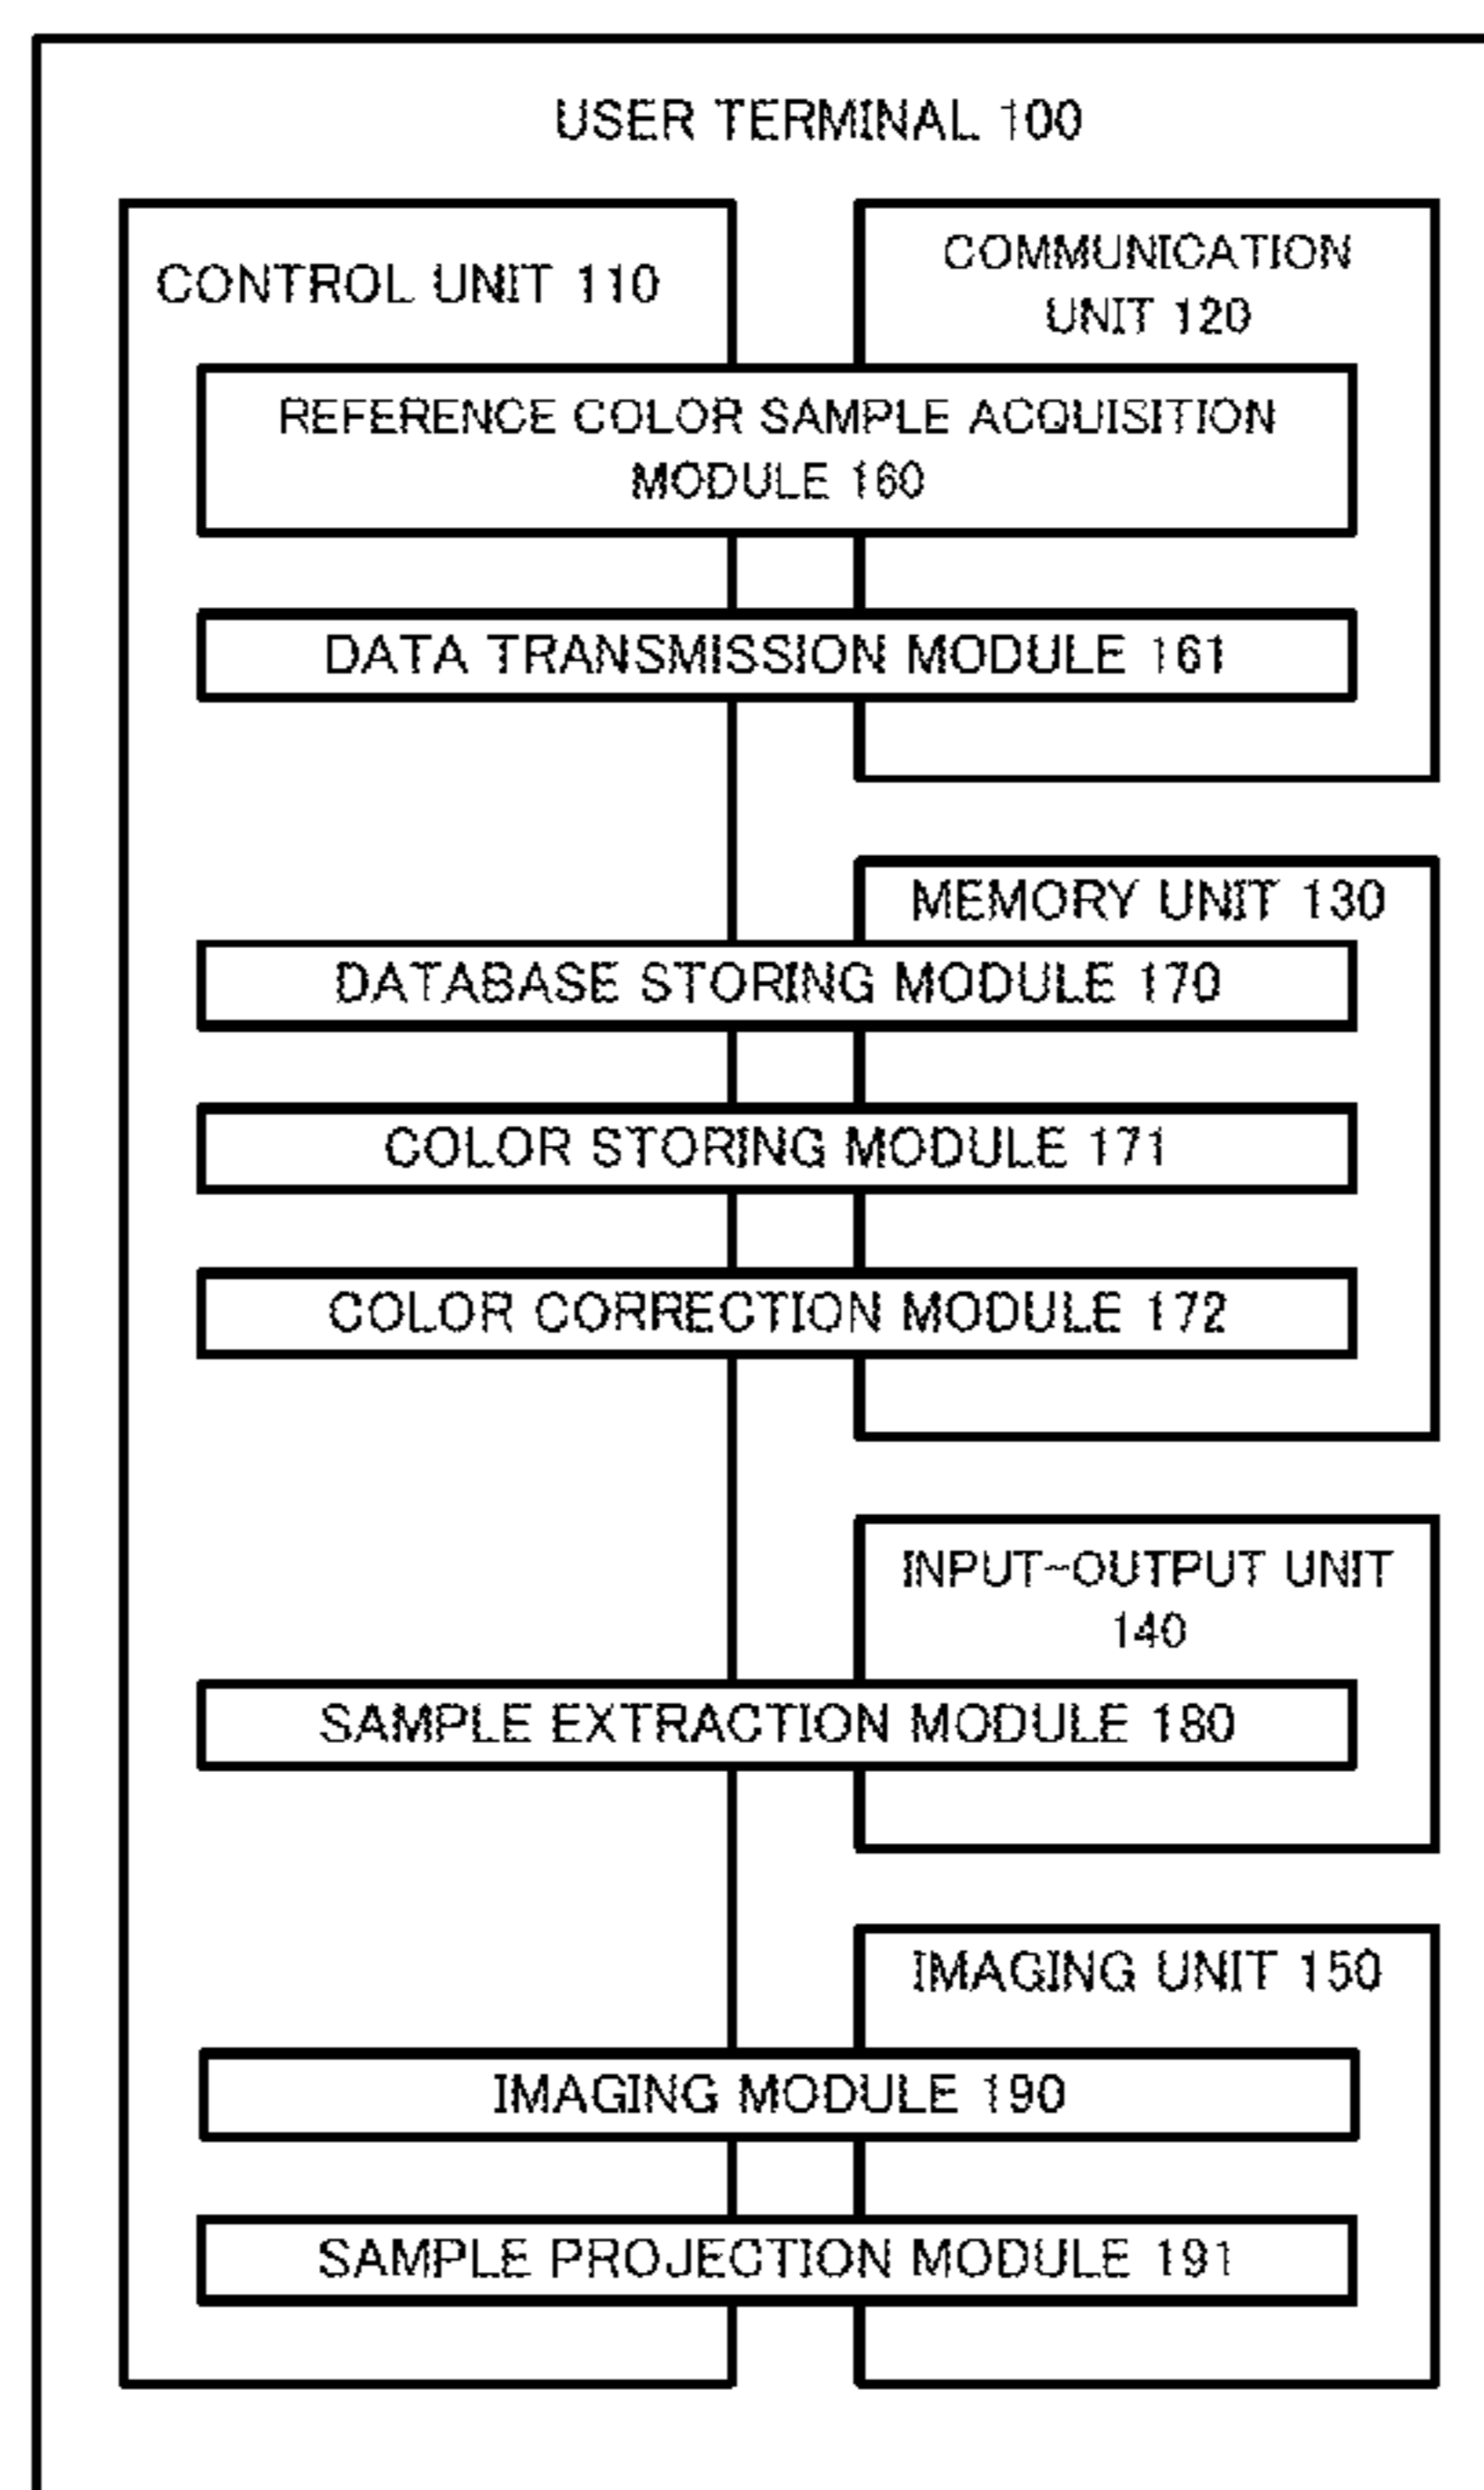 USER TERMINAL 100
CONTROL UNIT 110
COMMUNICATION
UNIT 120
REFERENCE COLOR SAMPLE ACQUISITION
MODULE 160
DATA TRANSMISSION MODULE 161
MEMORY UNIT 130
DATABASE STORING MODULE 170
COLOR STORING MODULE 171
COLOR CORRECTION MODULE 172
INPUT-OUTPUT UNIT
140
SAMPLE EXTRACTION MODULE 180
IMAGING UNIT 150
IMAGING MODULE 190
SAMPLE PROJECTION MODULE 191